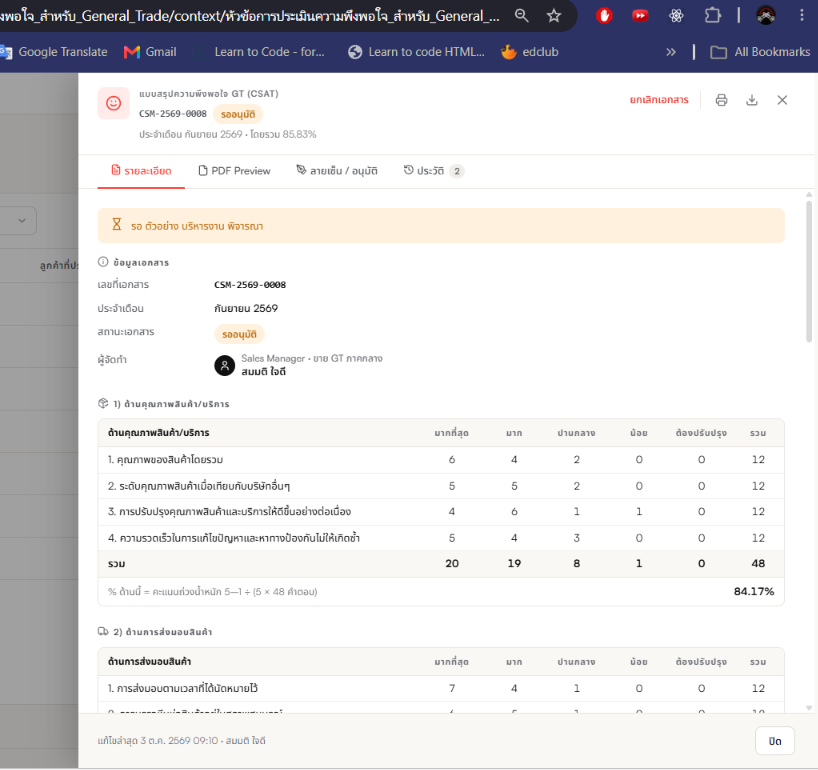 พอใจ_สำหรับ_General_Trade/context/หัวข้อการประเมินความพึงพอใจ_สำหรับ_General_...
Google Translate Gmail Learn to Code - for... Learn to code HTML... edclub » All Bookmarks
แบบสรุปความพึงพอใจ GT (CSAT)
CSM-2569-0008 รออนุมัติ
ประจำเดือน กันยายน 2569 • โดยรวม 85.83%
ยกเลิกเอกสาร
รายละเอียด PDF Preview ลายเซ็น / อนุมัติ ประวัติ 2
รอ ตัวอย่าง บริหารงาน พิจารณา
ลูกค้าที่ประ
ข้อมูลเอกสาร
เลขที่เอกสาร CSM-2569-0008
ประจำเดือน กันยายน 2569
สถานะเอกสาร รออนุมัติ
ผู้จัดทำ Sales Manager • ขาย GT ภาคกลาง
สมมติ ใจดี
1) ด้านคุณภาพสินค้า/บริการ
ด้านคุณภาพสินค้า/บริการ มากที่สุด มาก ปานกลาง น้อย ต้องปรับปรุง รวม
1. คุณภาพของสินค้าโดยรวม 6 4 2 0 0 12
2. ระดับคุณภาพสินค้าเมื่อเทียบกับบริษัทอื่นๆ 5 5 2 0 0 12
3. การปรับปรุงคุณภาพสินค้าและบริการให้ดีขึ้นอย่างต่อเนื่อง 4 6 1 1 0 12
4. ความรวดเร็วในการแก้ไขปัญหาและหาทางป้องกันไม่ให้เกิดซ้ำ 5 4 3 0 0 12
รวม 20 19 8 1 0 48
% ด้านนี้ = คะแนนถ่วงน้ำหนัก 5—1 ÷ (5 × 48 คำตอบ) 84.17%
2) ด้านการส่งมอบสินค้า
ด้านการส่งมอบสินค้า มากที่สุด มาก ปานกลาง น้อย ต้องปรับปรุง รวม
1. การส่งมอบตามเวลาที่ได้นัดหมายไว้ 7 4 1 0 0 12
แก้ไขล่าสุด 3 ต.ค. 2569 09:10 • สมมติ ใจดี
ปิด